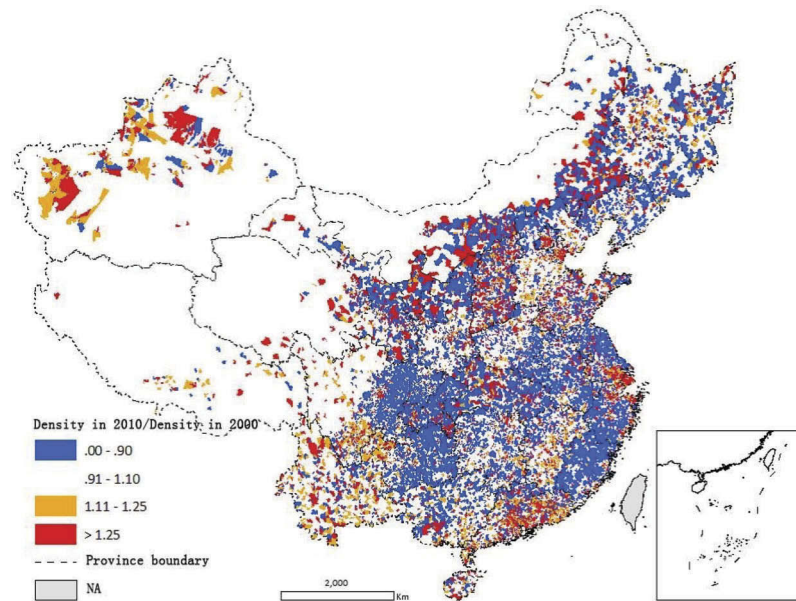 Density in 2010/Density in 2000
.00 - .90
.91 - 1.10
1.11 - 1.25
> 1.25
Province boundary
NA
2,000
Km